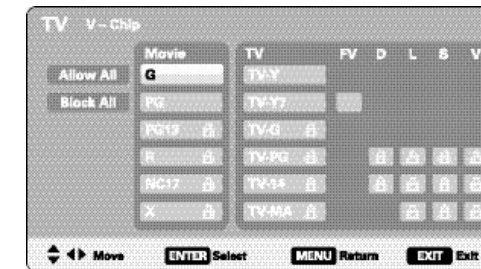 TV V-Chip
Movie TV FV D L S V
Allow All G TV-Y
Block All PG TV-Y7
PG13 TV-G
R TV-PG
NC17 TV-14
X TV-MA
Move ENTER Select MENU Return EXIT Exit